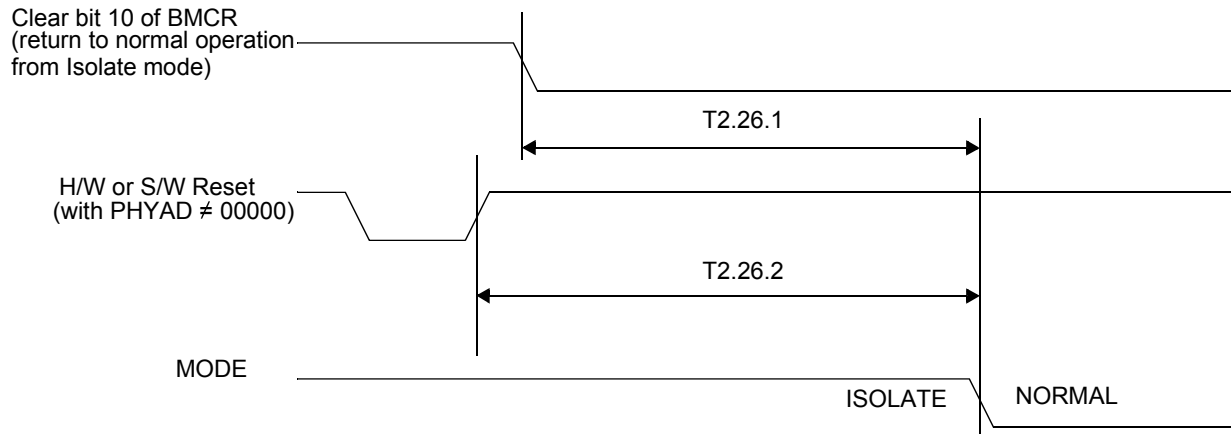 Clear bit 10 of BMCR
(return to normal operation
from Isolate mode)
T2.26.1
H/W or S/W Reset
(with PHYAD ≠ 00000)
T2.26.2
MODE
ISOLATE
NORMAL